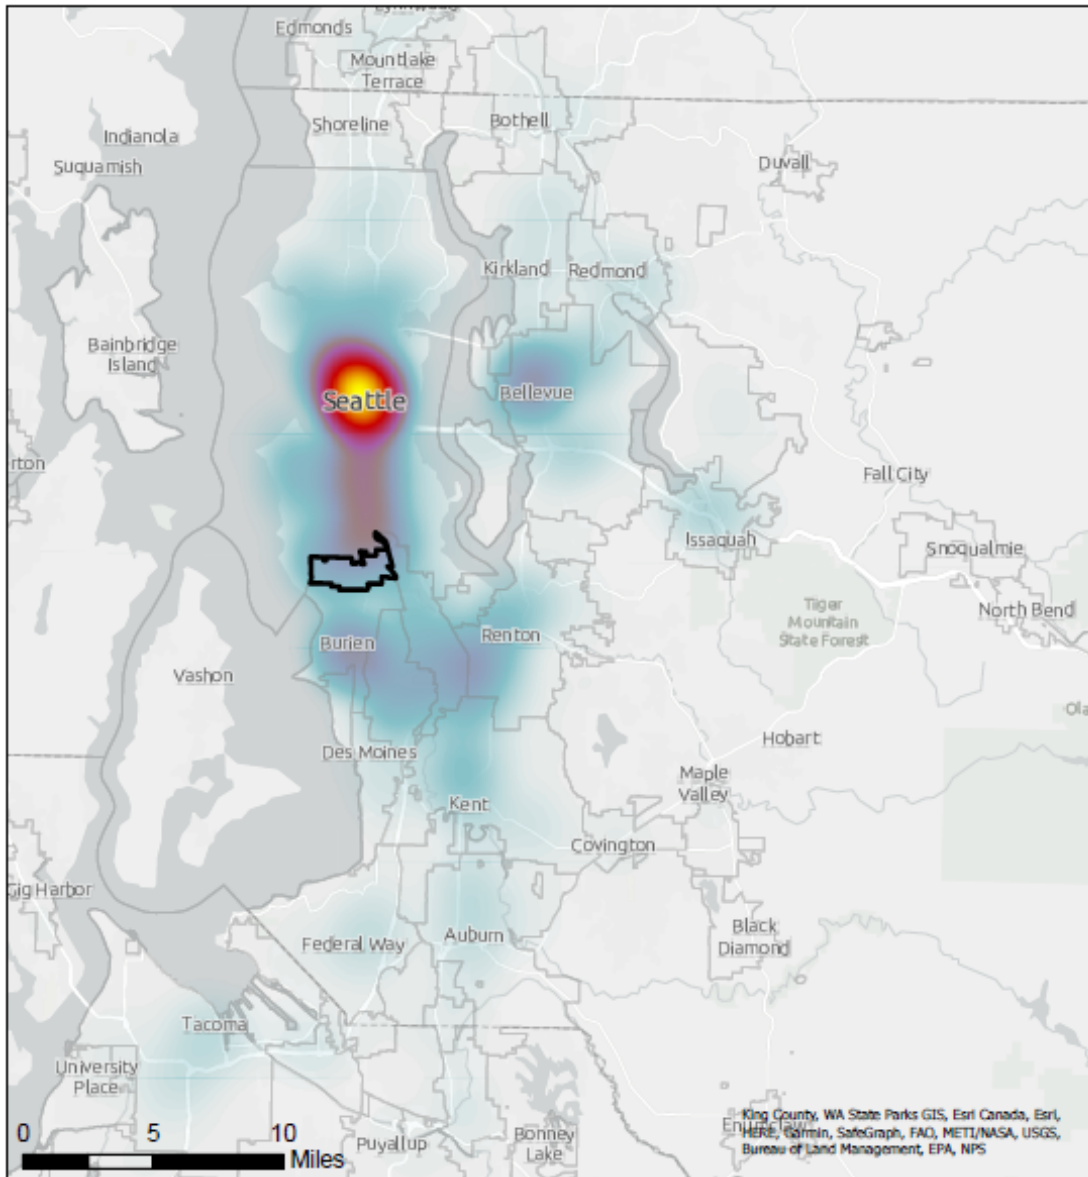 Lynnwood
Edmonds
Mountlake
Terrace
Shoreline
Bothell
Indianola
Suquamish
Duvall
Kirkland
Redmond
Bainbridge
Island
Bellevue
Seattle
erton
Fall City
Issaquah
Snoqualmie
North Bend
Tiger
Mountain
State Forest
Renton
Burien
Vashon
Ola
Hobart
Des Moines
Maple
Valley
Kent
Covington
Gig Harbor
Black
Diamond
Auburn
Federal Way
Tacoma
University
Place
0 5 10
Miles
Puyallup
Bonney
Lake
King County, WA State Parks GIS, Esri Canada, Esri,
HERE, Garmin, SafeGraph, FAO, METI/NASA, USGS,
Bureau of Land Management, EPA, NPS